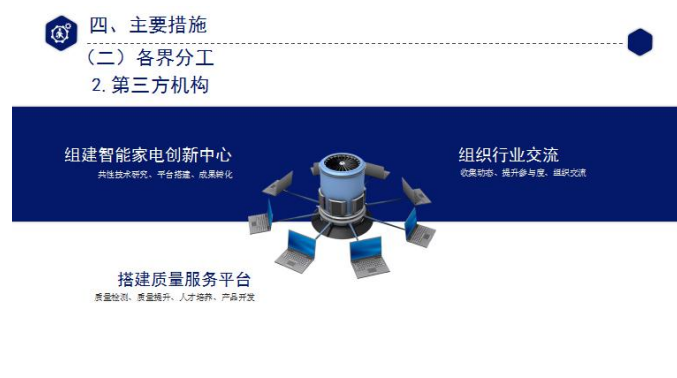 四、主要措施
（二）各界分工
2.第三方机构
组建智能家电创新中心
共性技术研究、平台搭建、成果转化
组织行业交流
收集动态、提升参与度、组织交流
搭建质量服务平台
质量检测、质量提升、人才培养、产品开发